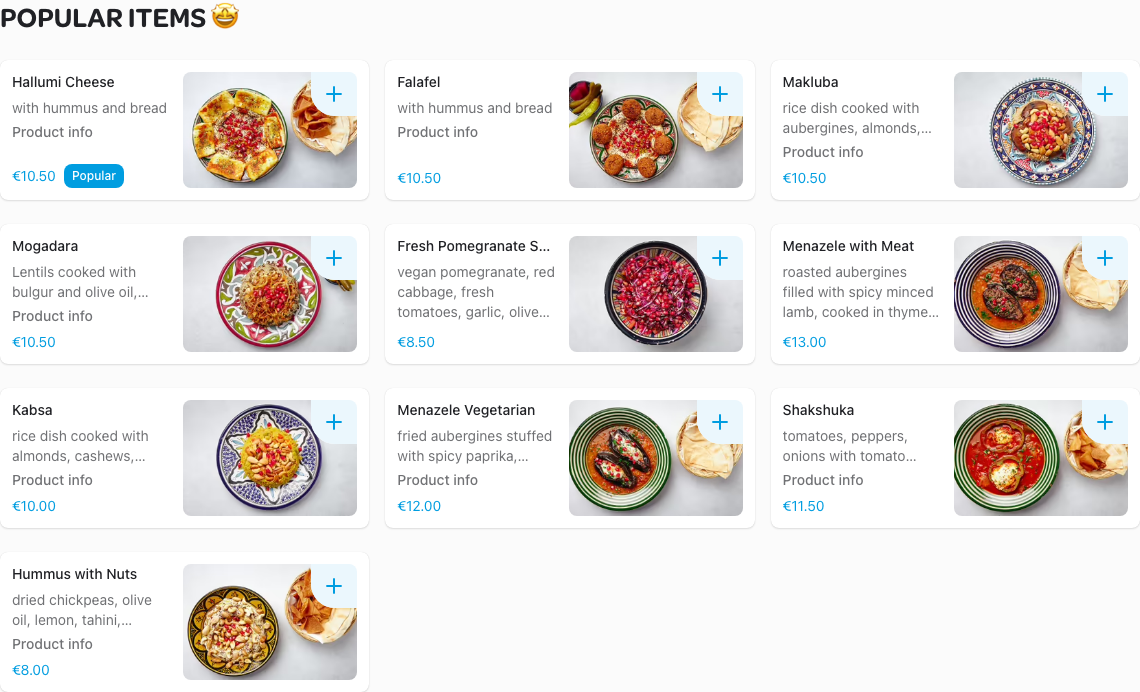 POPULAR ITEMS 🤩
Hallumi Cheese
with hummus and bread
Product info
€10.50 Popular
Falafel
with hummus and bread
Product info
€10.50
Makluba
rice dish cooked with
aubergines, almonds,...
Product info
€10.50
Mogadara
Lentils cooked with
bulgur and olive oil,...
Product info
€10.50
Fresh Pomegranate S...
vegan pomegranate, red
cabbage, fresh
tomatoes, garlic, olive...
€8.50
Menazele with Meat
roasted aubergines
filled with spicy minced
lamb, cooked in thyme...
€13.00
Kabsa
rice dish cooked with
almonds, cashews,...
Product info
€10.00
Menazele Vegetarian
fried aubergines stuffed
with spicy paprika,...
Product info
€12.00
Shakshuka
tomatoes, peppers,
onions with tomato...
Product info
€11.50
Hummus with Nuts
dried chickpeas, olive
oil, lemon, tahini,...
Product info
€8.00